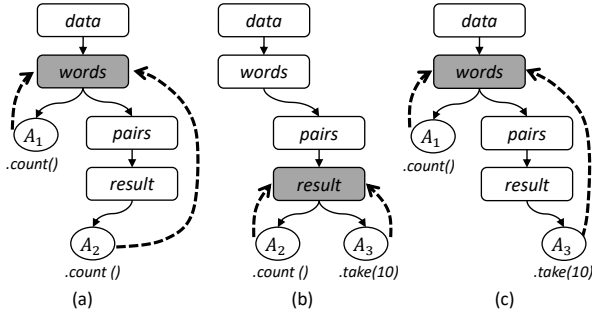 data
words
A1
.count()
pairs
result
A2
.count ()
(a)
data
words
pairs
result
A2
.count ()
A3
.take(10)
(b)
data
words
A1
.count()
pairs
result
A3
.take(10)
(c)